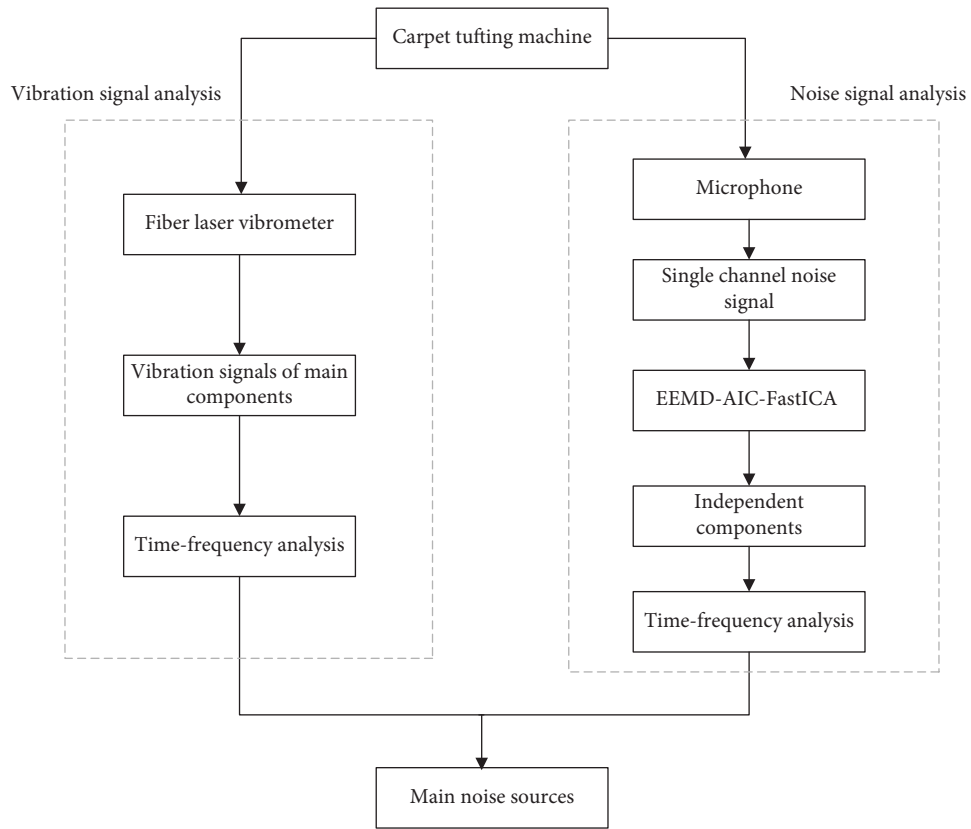 Carpet tufting machine
Vibration signal analysis
Noise signal analysis
Fiber laser vibrometer
Vibration signals of main
components
Time-frequency analysis
Microphone
Single channel noise
signal
EEMD-AIC-FastICA
Independent
components
Time-frequency analysis
Main noise sources